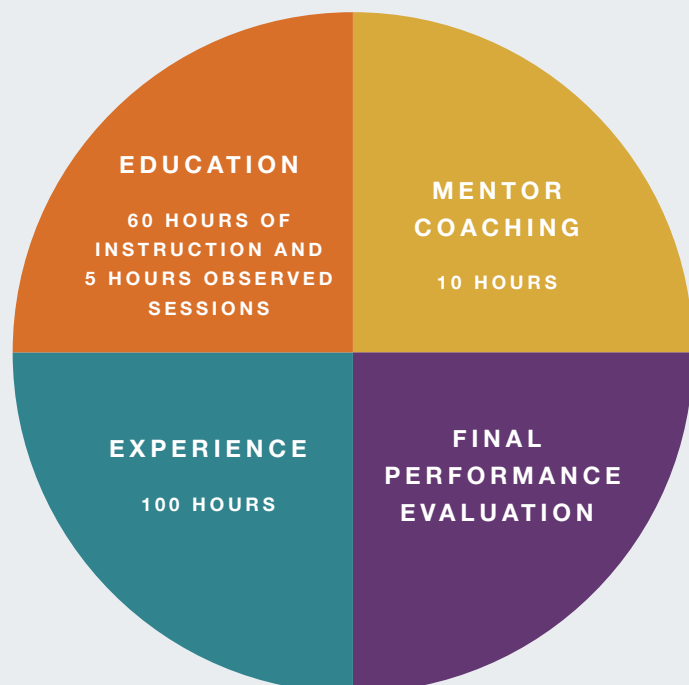 EDUCATION
60 HOURS OF
INSTRUCTION AND
5 HOURS OBSERVED
SESSIONS
MENTOR
COACHING
10 HOURS
EXPERIENCE
100 HOURS
FINAL
PERFORMANCE
EVALUATION